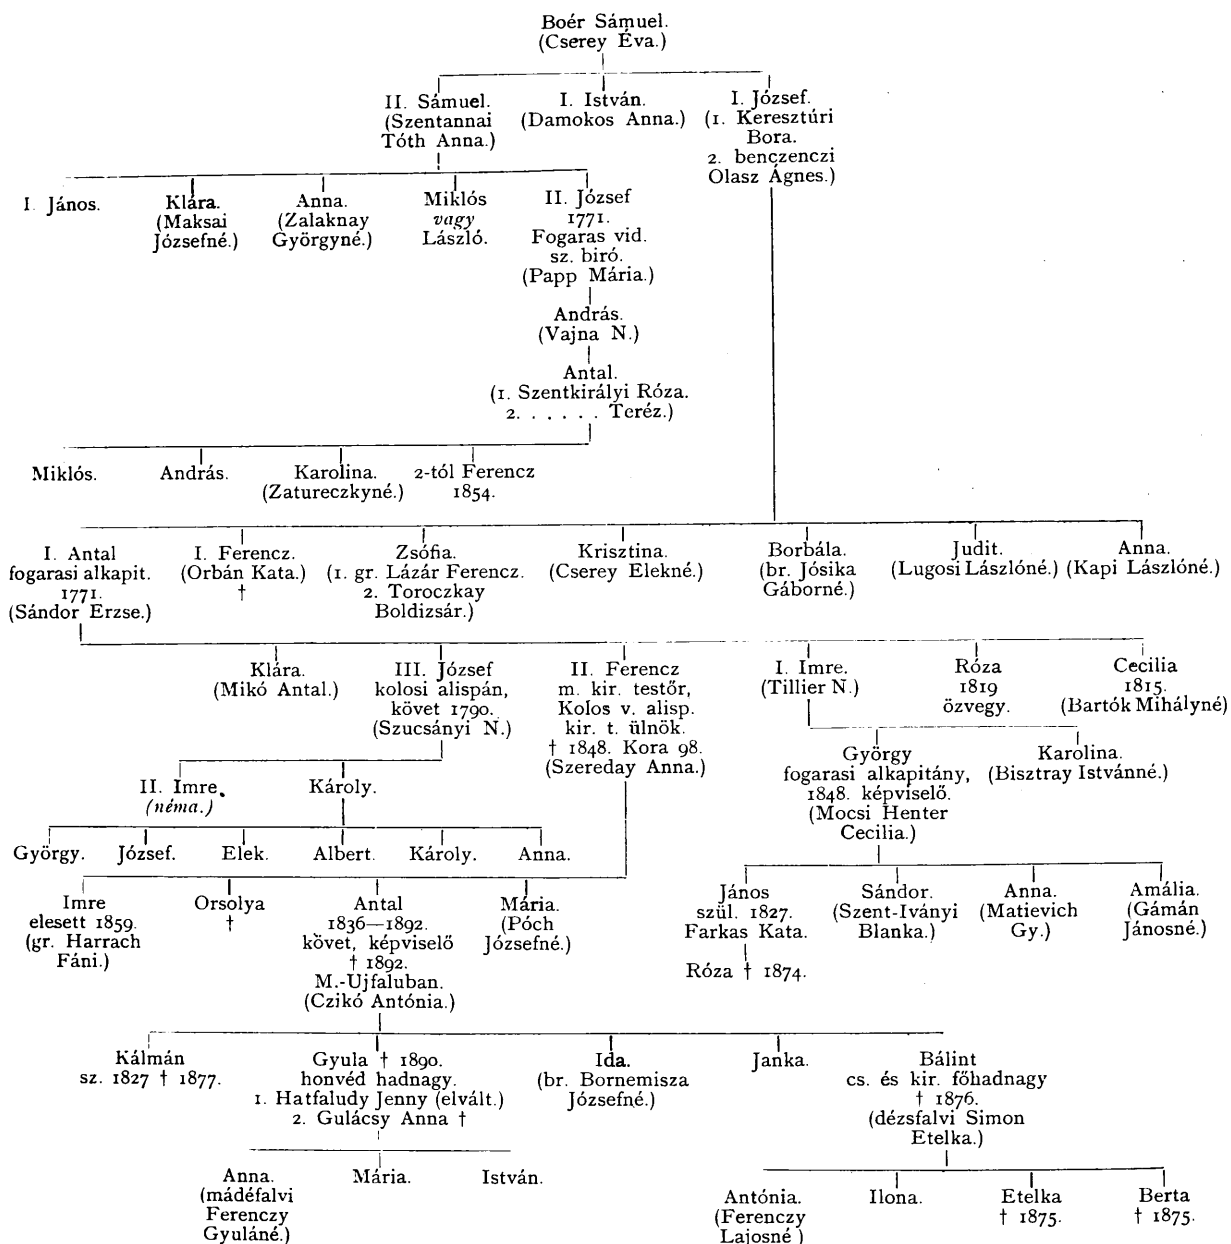 Boér Sámuel.
(Cserey Éva.)
II. Sámuel.
(Szentannai
Tóth Anna.)
I. István.
(Damokos Anna.)
I. József.
(1. Keresztúri
Bora.
2. benczenczi
Olasz Ágnes.)
I. János.
Klára.
(Maksai
Józsefné.)
Anna.
(Zalaknay
Györgyné.)
Miklós
vagy
László.
II. József
1771.
Fogaras vid.
sz. biró.
(Papp Mária.)
András.
(Vajna N.)
Antal.
(1. Szentkirályi Róza.
2. . . . . . . Teréz.)
Miklós.
András.
Karolina.
(Zatureczkyné.)
2-tól Ferencz
1854.
I. Antal
fogarasi alkapit.
1771.
(Sándor Erzse.)
I. Ferencz.
(Orbán Kata.)
†
Zsófia.
(1. gr. Lázár Ferencz.
2. Toroczkay
Boldizsár.)
Krisztina.
(Cserey Elekné.)
Borbála.
(br. Jósika
Gáborné.)
Judit.
(Lugosi Lászlóné.)
Anna.
(Kapi Lászlóné.)
Klára.
(Mikó Antal.)
III. József
kolosi alispán,
követ 1790.
(Szucsányi N.)
II. Ferencz
m. kir. testőr,
Kolos v. alisp.
kir. t. ülnök.
† 1848. Kora 98.
(Szereday Anna.)
I. Imre.
(Tillier N.)
Róza
1819
özvegy.
Cecilia
1815.
(Bartók Mihályné)
György
fogarasi alkapitány,
1848. képviselő.
(Mocsi Henter
Cecilia.)
Karolina.
(Bisztray Istvánné.)
II. Imre.
(néma.)
Károly.
György.
József.
Elek.
Albert.
Károly.
Anna.
Imre
elesett 1859.
(gr. Harrach
Fáni.)
Orsolya
†
Antal
1836—1892.
követ, képviselő
† 1892.
M.-Ujfaluban.
(Czikó Antónia.)
Mária.
(Póch
Józsefné.)
János
szül. 1827.
Farkas Kata.
Róza † 1874.
Sándor.
(Szent-Iványi
Blanka.)
Anna.
(Matievich
Gy.)
Amália.
(Gámán
Jánosné.)
Kálmán
sz. 1827 † 1877.
Gyula † 1890.
honvéd hadnagy.
1. Hatfaludy Jenny (elvált.)
2. Gulácsy Anna †
Ida.
(br. Bornemisza
Józsefné.)
Janka.
Bálint
cs. és kir. főhadnagy
† 1876.
(dézsfalvi Simon
Etelka.)
Anna.
(mádéfalvi
Ferenczy
Gyuláné.)
Mária.
István.
Antónia.
(Ferenczy
Lajosné )
Ilona.
Etelka
† 1875.
Berta
† 1875.